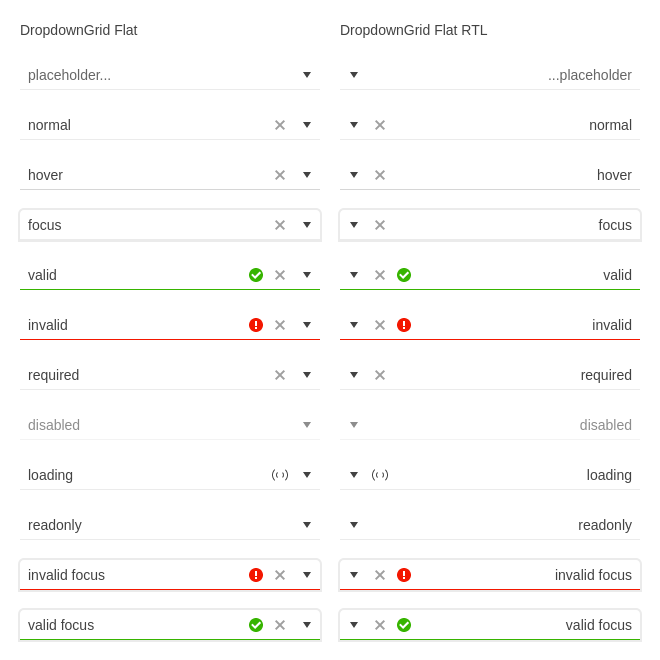 DropdownGrid Flat
placeholder...
normal
hover
focus
valid
invalid
required
disabled
loading
readonly
invalid focus
valid focus
DropdownGrid Flat RTL
...placeholder
normal
hover
focus
valid
invalid
required
disabled
loading
readonly
invalid focus
valid focus